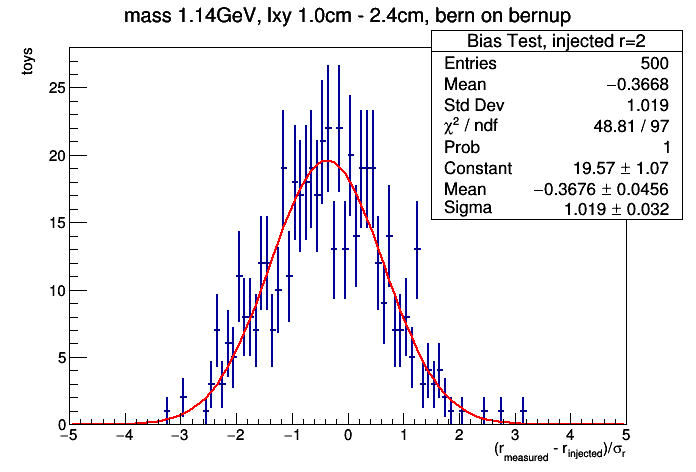 mass 1.14GeV, lxy 1.0cm - 2.4cm, bern on bernup
Bias Test, injected r=2
Entries 500
Mean −0.3668
Std Dev 1.019
χ² / ndf 48.81 / 97
Prob 1
Constant 19.57 ± 1.07
Mean −0.3676 ± 0.0456
Sigma 1.019 ± 0.032
toys
25
20
15
10
5
0
−5 −4 −3 −2 −1 0 1 2 3 4 5
(r_measured - r_injected)/σ_r